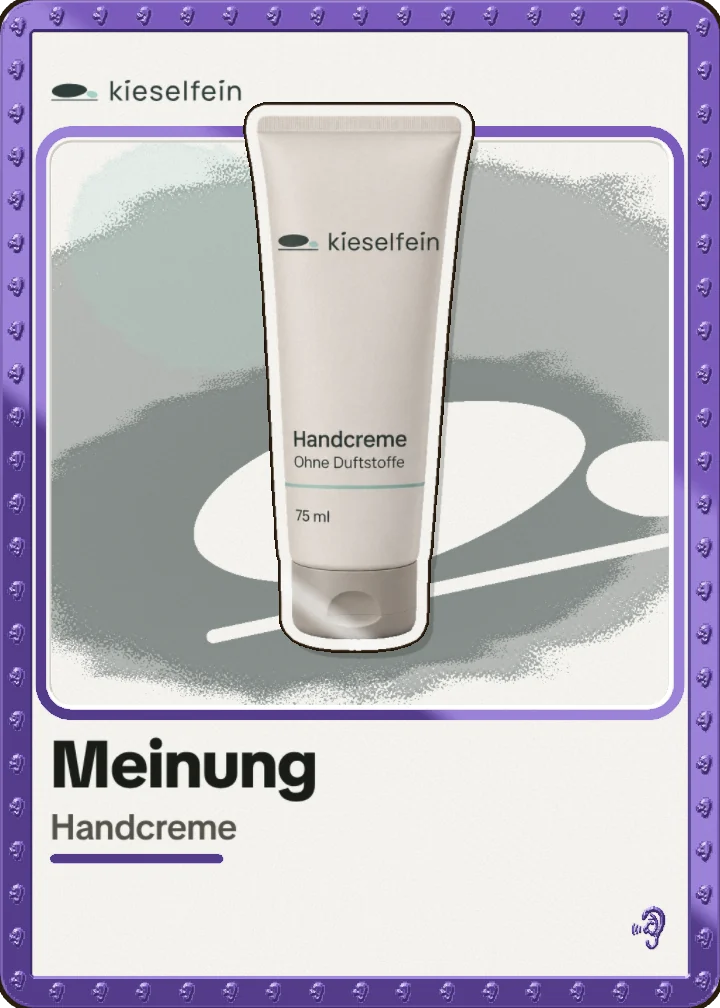 kieselfein
kieselfein
Handcreme
Ohne Duftstoffe
75 ml
Meinung
Handcreme